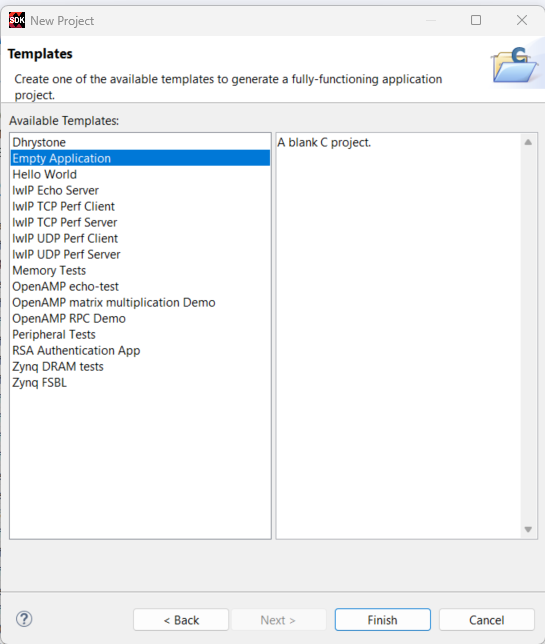 SDK New Project
Templates
Create one of the available templates to generate a fully-functioning application
project.
Available Templates:
Dhrystone
Empty Application
Hello World
lwIP Echo Server
lwIP TCP Perf Client
lwIP TCP Perf Server
lwIP UDP Perf Client
lwIP UDP Perf Server
Memory Tests
OpenAMP echo-test
OpenAMP matrix multiplication Demo
OpenAMP RPC Demo
Peripheral Tests
RSA Authentication App
Zynq DRAM tests
Zynq FSBL
A blank C project.
? < Back Next > Finish Cancel